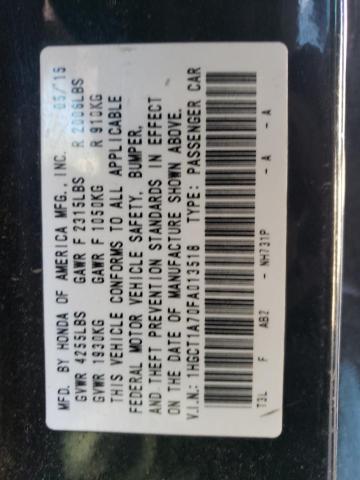 MFD. BY HONDA OF AMERICA MFG., INC. 05/15
GVWR 4255LBS GAWR F 2315LBS R 2006LBS
GVWR 1930KG GAWR F 1050KG R 910KG
THIS VEHICLE CONFORMS TO ALL APPLICABLE
FEDERAL MOTOR VEHICLE SAFETY, BUMPER,
AND THEFT PREVENTION STANDARDS IN EFFECT
ON THE DATE OF MANUFACTURE SHOWN ABOVE.
V.I.N.: 1HGCT1A70FA013518 TYPE: PASSENGER CAR
T3L F AB2 - NH731P - A - A